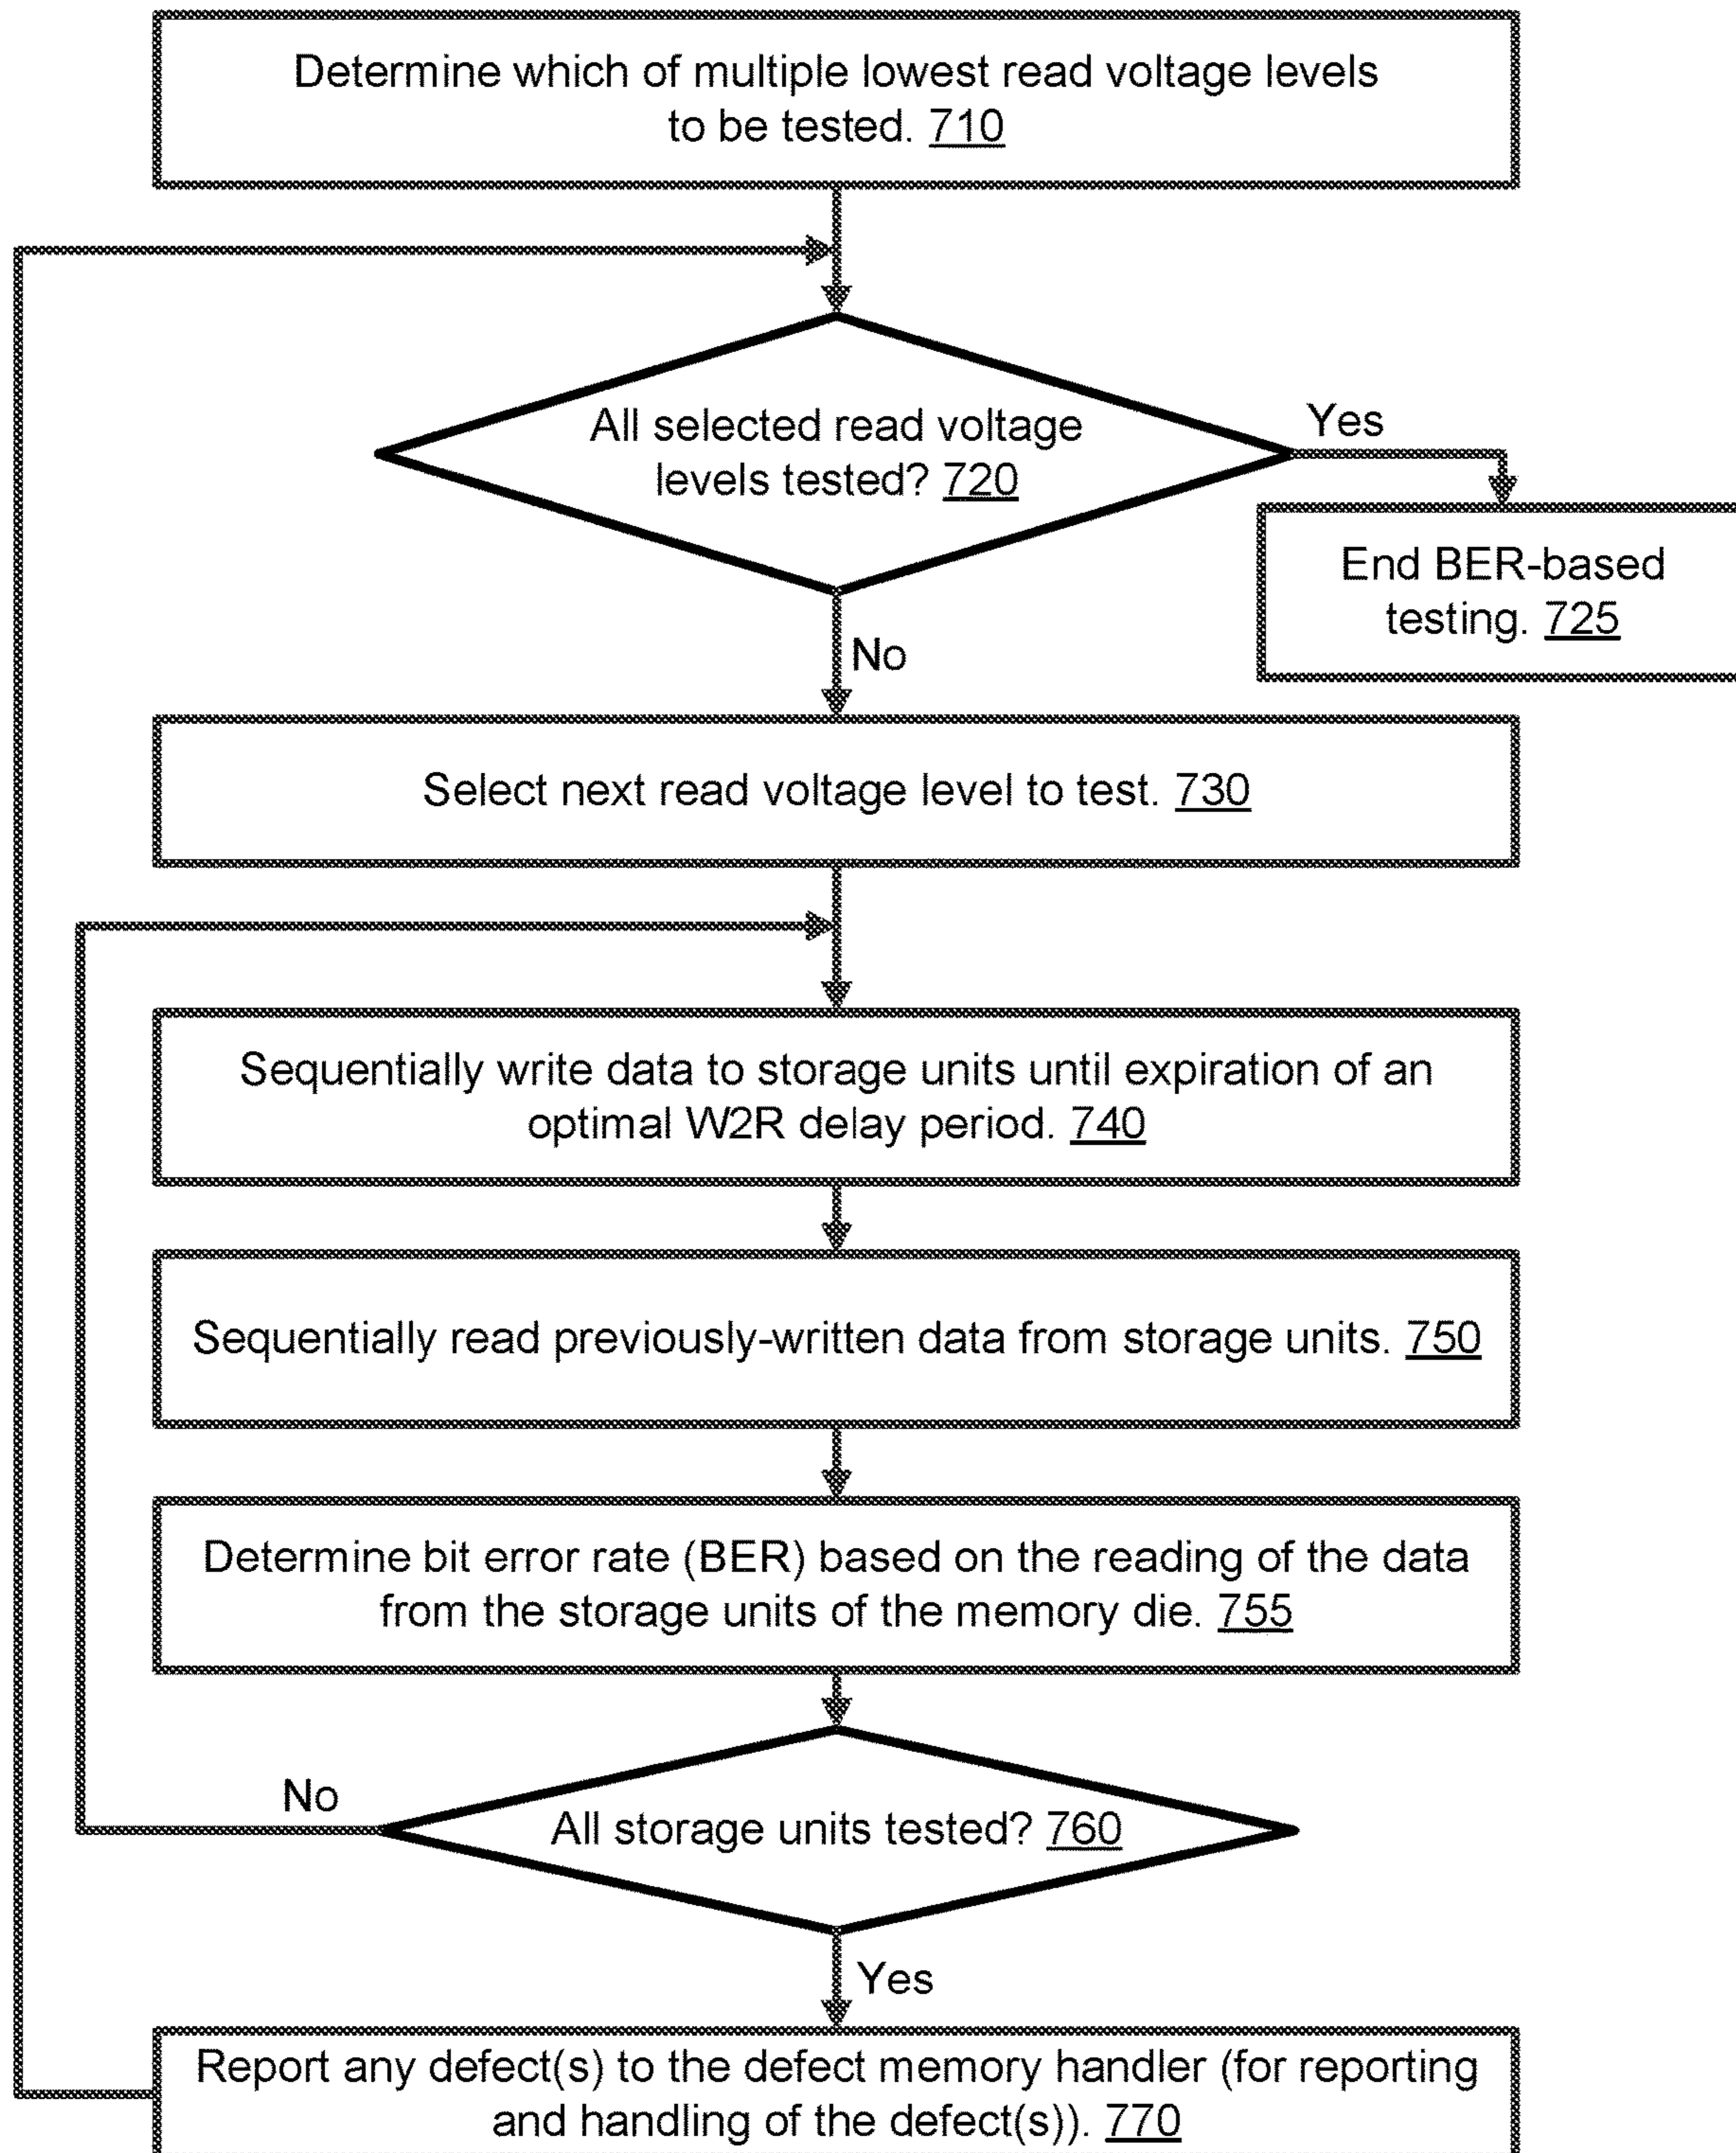 Determine which of multiple lowest read voltage levels
to be tested. 710
All selected read voltage
levels tested? 720
Yes
End BER-based
testing. 725
No
Select next read voltage level to test. 730
Sequentially write data to storage units until expiration of an
optimal W2R delay period. 740
Sequentially read previously-written data from storage units. 750
Determine bit error rate (BER) based on the reading of the data
from the storage units of the memory die. 755
No
All storage units tested? 760
Yes
Report any defect(s) to the defect memory handler (for reporting
and handling of the defect(s)). 770